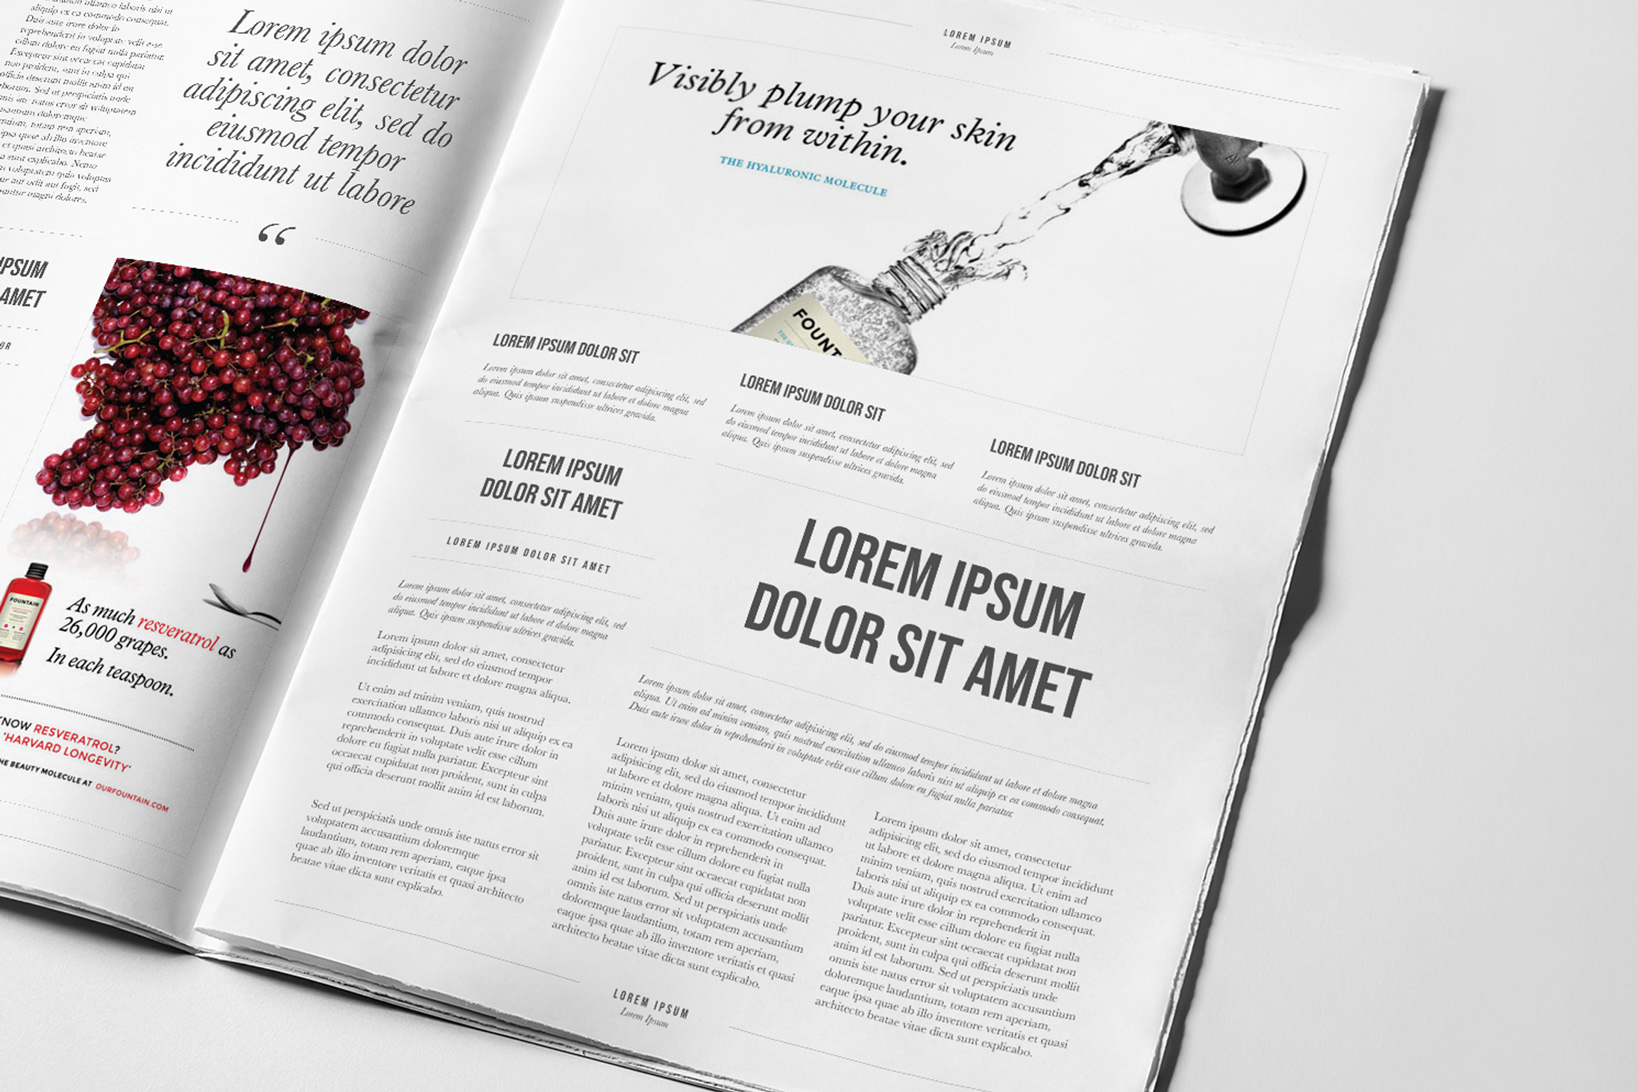 ullamco laboris nisi ut
aliquip ex ea commodo consequat.
Duis aute irure dolor in
reprehenderit in voluptate velit esse
cillum dolore eu fugiat nulla pariatur.
Excepteur sint occaecat cupidatat
non proident, sunt in culpa qui
officia deserunt mollit anim id est
laborum. Sed ut perspiciatis unde
omnis iste natus error sit voluptatem
doloremque
totam rem aperiam,
ipsa quae ab illo inventore
et quasi architecto beatae
sunt explicabo. Nemo
voluptatem quia voluptas
aut odit aut fugit, sed
magni dolores.
Lorem ipsum dolor
sit amet, consectetur
adipiscing elit, sed do
eiusmod tempor
incididunt ut labore
“
IPSUM
AMET
OR
FOUNTAIN
As much resveratrol as
26,000 grapes.
In each teaspoon.
KNOW RESVERATROL?
'HARVARD LONGEVITY'
HE BEAUTY MOLECULE AT OURFOUNTAIN.COM
LOREM IPSUM
Lorem Ipsum
Visibly plump your skin
from within.
THE HYALURONIC MOLECULE
FOUNT
LOREM IPSUM DOLOR SIT
Lorem ipsum dolor sit amet, consectetur adipiscing elit, sed
do eiusmod tempor incididunt ut labore et dolore magna
aliqua. Quis ipsum suspendisse ultrices gravida.
LOREM IPSUM DOLOR SIT
Lorem ipsum dolor sit amet, consectetur adipiscing elit, sed
do eiusmod tempor incididunt ut labore et dolore magna
aliqua. Quis ipsum suspendisse ultrices gravida.
LOREM IPSUM DOLOR SIT
Lorem ipsum dolor sit amet, consectetur adipiscing elit, sed
do eiusmod tempor incididunt ut labore et dolore magna
aliqua. Quis ipsum suspendisse ultrices gravida.
LOREM IPSUM
DOLOR SIT AMET
LOREM IPSUM DOLOR SIT AMET
Lorem ipsum dolor sit amet, consectetur adipiscing elit, sed
do eiusmod tempor incididunt ut labore et dolore magna
aliqua. Quis ipsum suspendisse ultrices gravida.
Lorem ipsum dolor sit amet, consectetur
adipiscing elit, sed do eiusmod tempor
incididunt ut labore et dolore magna aliqua.
Ut enim ad minim veniam, quis nostrud
exercitation ullamco laboris nisi ut aliquip ex ea
commodo consequat. Duis aute irure dolor in
reprehenderit in voluptate velit esse cillum
dolore eu fugiat nulla pariatur. Excepteur sint
occaecat cupidatat non proident, sunt in culpa
qui officia deserunt mollit anim id est laborum.
Sed ut perspiciatis unde omnis iste natus error sit
voluptatem accusantium doloremque
laudantium, totam rem aperiam, eaque ipsa
quae ab illo inventore veritatis et quasi architecto
beatae vitae dicta sunt explicabo.
LOREM IPSUM
DOLOR SIT AMET
Lorem ipsum dolor sit amet, consectetur adipiscing elit, sed do eiusmod tempor incididunt ut labore et dolore magna
aliqua. Ut enim ad minim veniam, quis nostrud exercitation ullamco laboris nisi ut aliquip ex ea commodo consequat.
Duis aute irure dolor in reprehenderit in voluptate velit esse cillum dolore eu fugiat nulla pariatur.
Lorem ipsum dolor sit amet, consectetur
adipiscing elit, sed do eiusmod tempor incididunt
ut labore et dolore magna aliqua. Ut enim ad
minim veniam, quis nostrud exercitation ullamco
laboris nisi ut aliquip ex ea commodo consequat.
Duis aute irure dolor in reprehenderit in
voluptate velit esse cillum dolore eu fugiat nulla
pariatur. Excepteur sint occaecat cupidatat non
proident, sunt in culpa qui officia deserunt mollit
anim id est laborum. Sed ut perspiciatis unde
omnis iste natus error sit voluptatem accusantium
doloremque laudantium, totam rem aperiam,
eaque ipsa quae ab illo inventore veritatis et quasi
architecto beatae vitae dicta sunt explicabo.
Lorem ipsum dolor sit amet, consectetur
adipiscing elit, sed do eiusmod tempor incididunt
ut labore et dolore magna aliqua. Ut enim ad
minim veniam, quis nostrud exercitation ullamco
laboris nisi ut aliquip ex ea commodo consequat.
Duis aute irure dolor in reprehenderit in
voluptate velit esse cillum dolore eu fugiat nulla
pariatur. Excepteur sint occaecat cupidatat non
proident, sunt in culpa qui officia deserunt mollit
anim id est laborum. Sed ut perspiciatis unde
omnis iste natus error sit voluptatem accusantium
doloremque laudantium, totam rem aperiam,
eaque ipsa quae ab illo inventore veritatis et quasi
architecto beatae vitae dicta sunt explicabo.
LOREM IPSUM
Lorem Ipsum